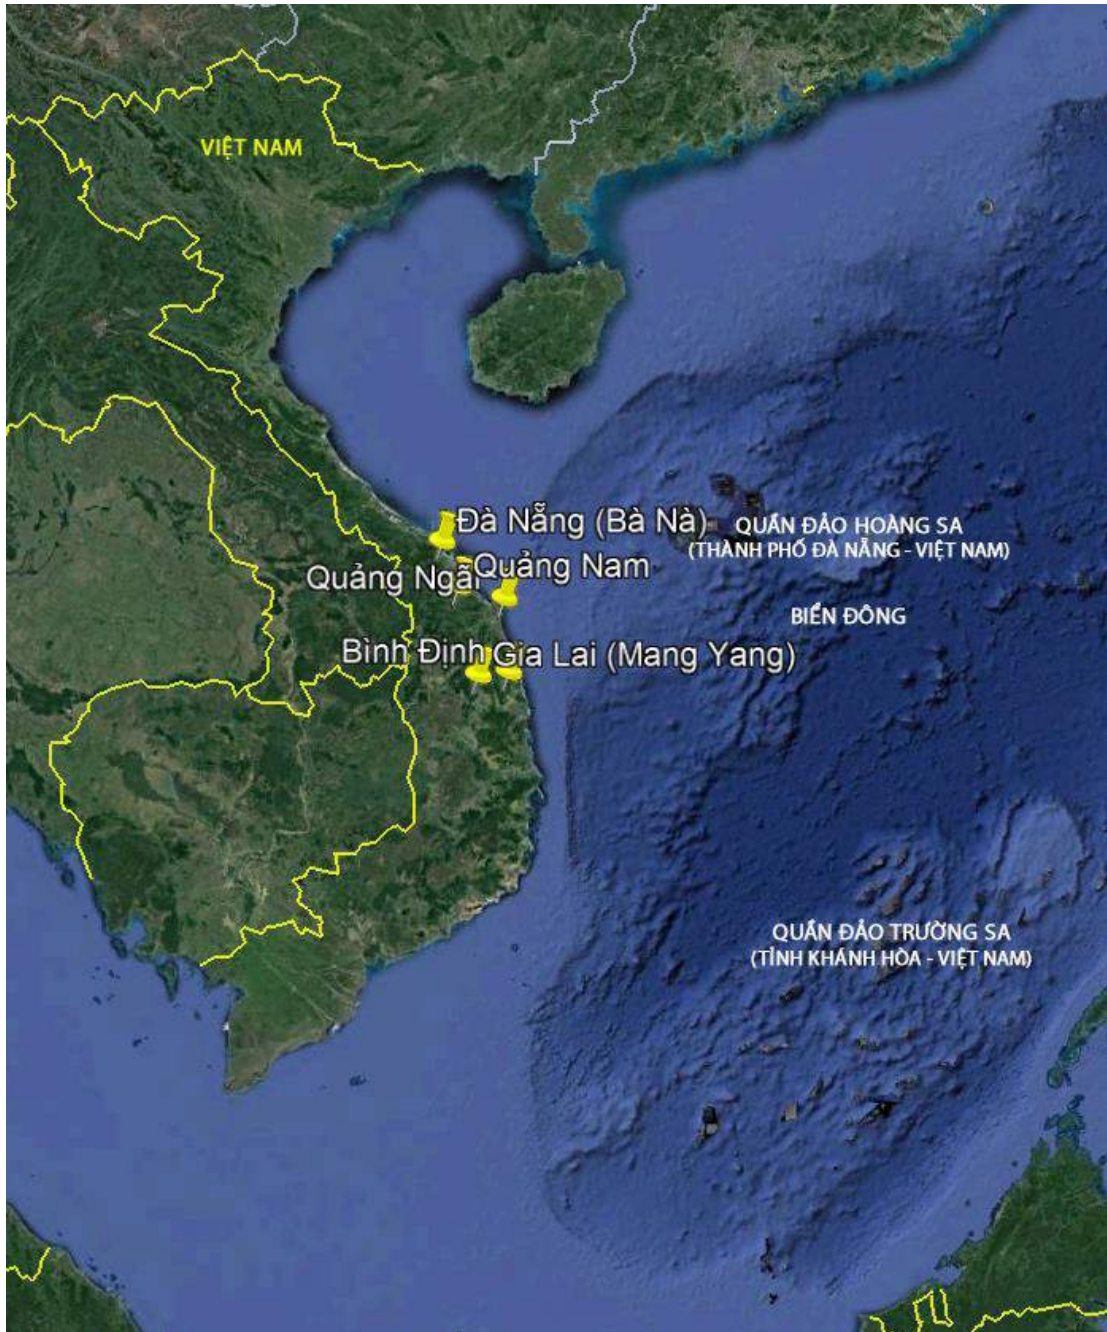 VIỆT NAM
Đà Nẵng (Bà Nà)
QUẦN ĐẢO HOÀNG SA
(THÀNH PHỐ ĐÀ NẴNG - VIỆT NAM)
Quảng Nam
Quảng Ngãi
BIỂN ĐÔNG
Bình Định
Gia Lai (Mang Yang)
QUẦN ĐẢO TRƯỜNG SA
(TỈNH KHÁNH HÒA - VIỆT NAM)